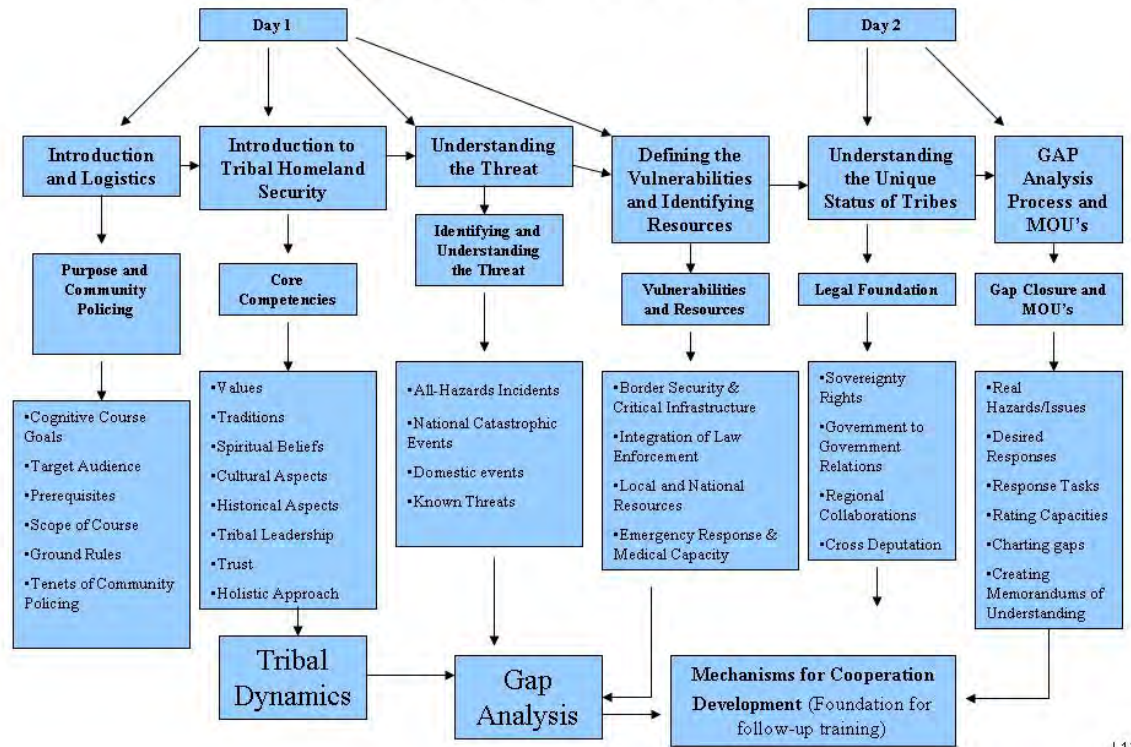 Day 1
Day 2
Introduction
and Logistics
Introduction to
Tribal Homeland
Security
Understanding
the Threat
Defining the
Vulnerabilities
and Identifying
Resources
Understanding
the Unique
Status of Tribes
GAP
Analysis
Process and
MOU's
Purpose and
Community
Policing
Core
Competencies
Identifying and
Understanding
the Threat
Vulnerabilities
and Resources
Legal Foundation
Gap Closure and
MOU's
•Cognitive Course
Goals
•Target Audience
•Prerequisites
•Scope of Course
•Ground Rules
•Tenets of Community
Policing
•Values
•Traditions
•Spiritual Beliefs
•Cultural Aspects
•Historical Aspects
•Tribal Leadership
•Trust
•Holistic Approach
•All-Hazards Incidents
•National Catastrophic
Events
•Domestic events
•Known Threats
•Border Security &
Critical Infrastructure
•Integration of Law
Enforcement
•Local and National
Resources
•Emergency Response &
Medical Capacity
•Sovereignty
Rights
•Government to
Government
Relations
•Regional
Collaborations
•Cross Deputation
•Real
Hazards/Issues
•Desired
Responses
•Response Tasks
•Rating Capacities
•Charting gaps
•Creating
Memorandums of
Understanding
Tribal
Dynamics
Gap
Analysis
Mechanisms for Cooperation
Development (Foundation for
follow-up training)